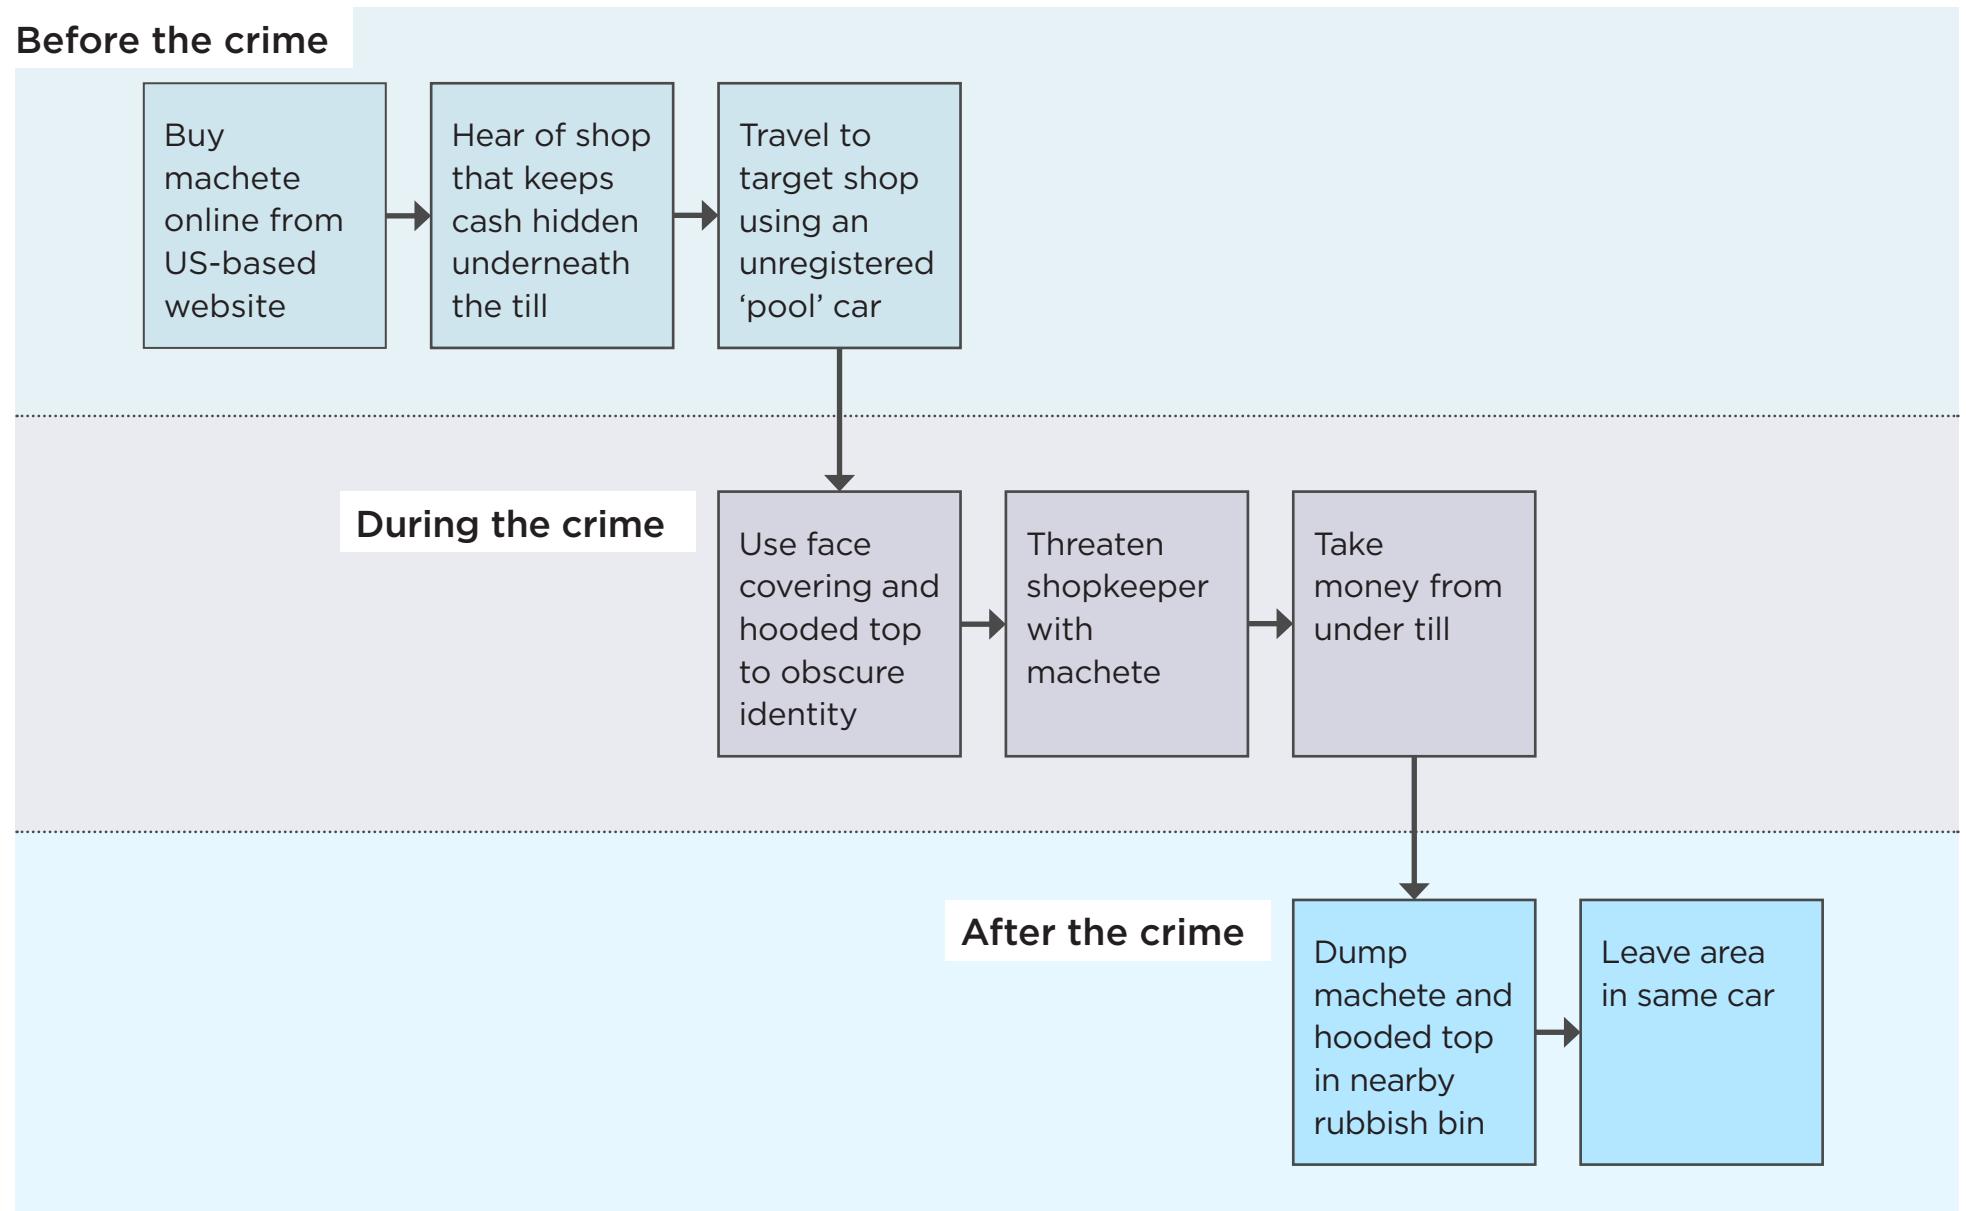 Before the crime
Buy
machete
online from
US-based
website
Hear of shop
that keeps
cash hidden
underneath
the till
Travel to
target shop
using an
unregistered
‘pool’ car
During the crime
Use face
covering and
hooded top
to obscure
identity
Threaten
shopkeeper
with
machete
Take
money from
under till
After the crime
Dump
machete and
hooded top
in nearby
rubbish bin
Leave area
in same car